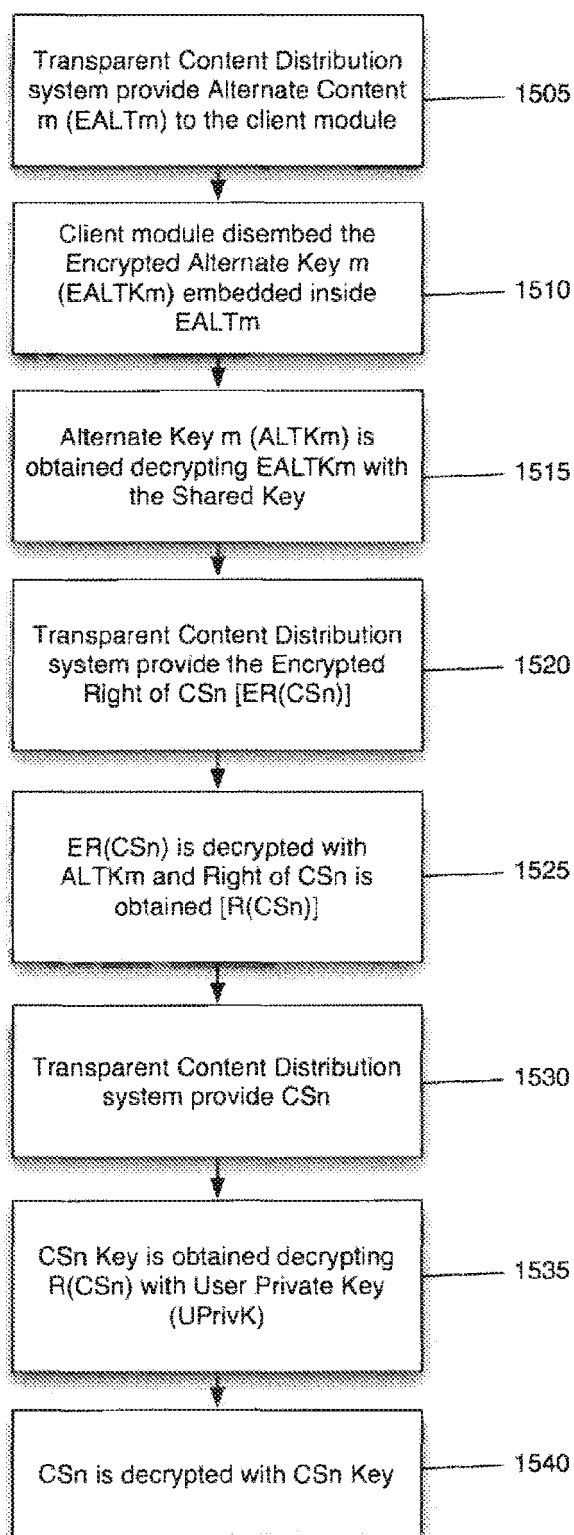 Transparent Content Distribution
system provide Alternate Content
m (EALTm) to the client module
1505
Client module disembed the
Encrypted Alternate Key m
(EALTKm) embedded inside
EALTm
1510
Alternate Key m (ALTKm) is
obtained decrypting EALTKm with
the Shared Key
1515
Transparent Content Distribution
system provide the Encrypted
Right of CSn [ER(CSn)]
1520
ER(CSn) is decrypted with
ALTKm and Right of CSn is
obtained [R(CSn)]
1525
Transparent Content Distribution
system provide CSn
1530
CSn Key is obtained decrypting
R(CSn) with User Private Key
(UPrivK)
1535
CSn is decrypted with CSn Key
1540